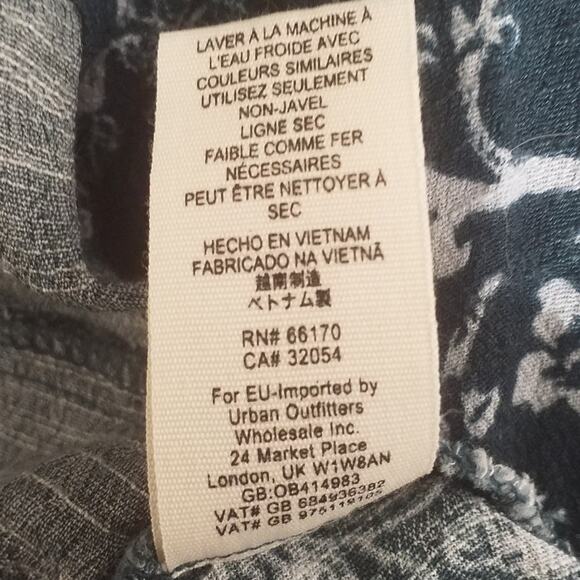 LAVER À LA MACHINE À
L'EAU FROIDE AVEC
COULEURS SIMILAIRES
UTILISEZ SEULEMENT
NON-JAVEL
LIGNE SEC
FAIBLE COMME FER
NÉCESSAIRES
PEUT ÊTRE NETTOYER À
SEC
HECHO EN VIETNAM
FABRICADO NA VIETNÃ
越南制造
ベトナム製
RN# 66170
CA# 32054
For EU-Imported by
Urban Outfitters
Wholesale Inc.
24 Market Place
London, UK W1W8AN
GB:OB414983
VAT# GB 684936382
VAT# GB 975119105